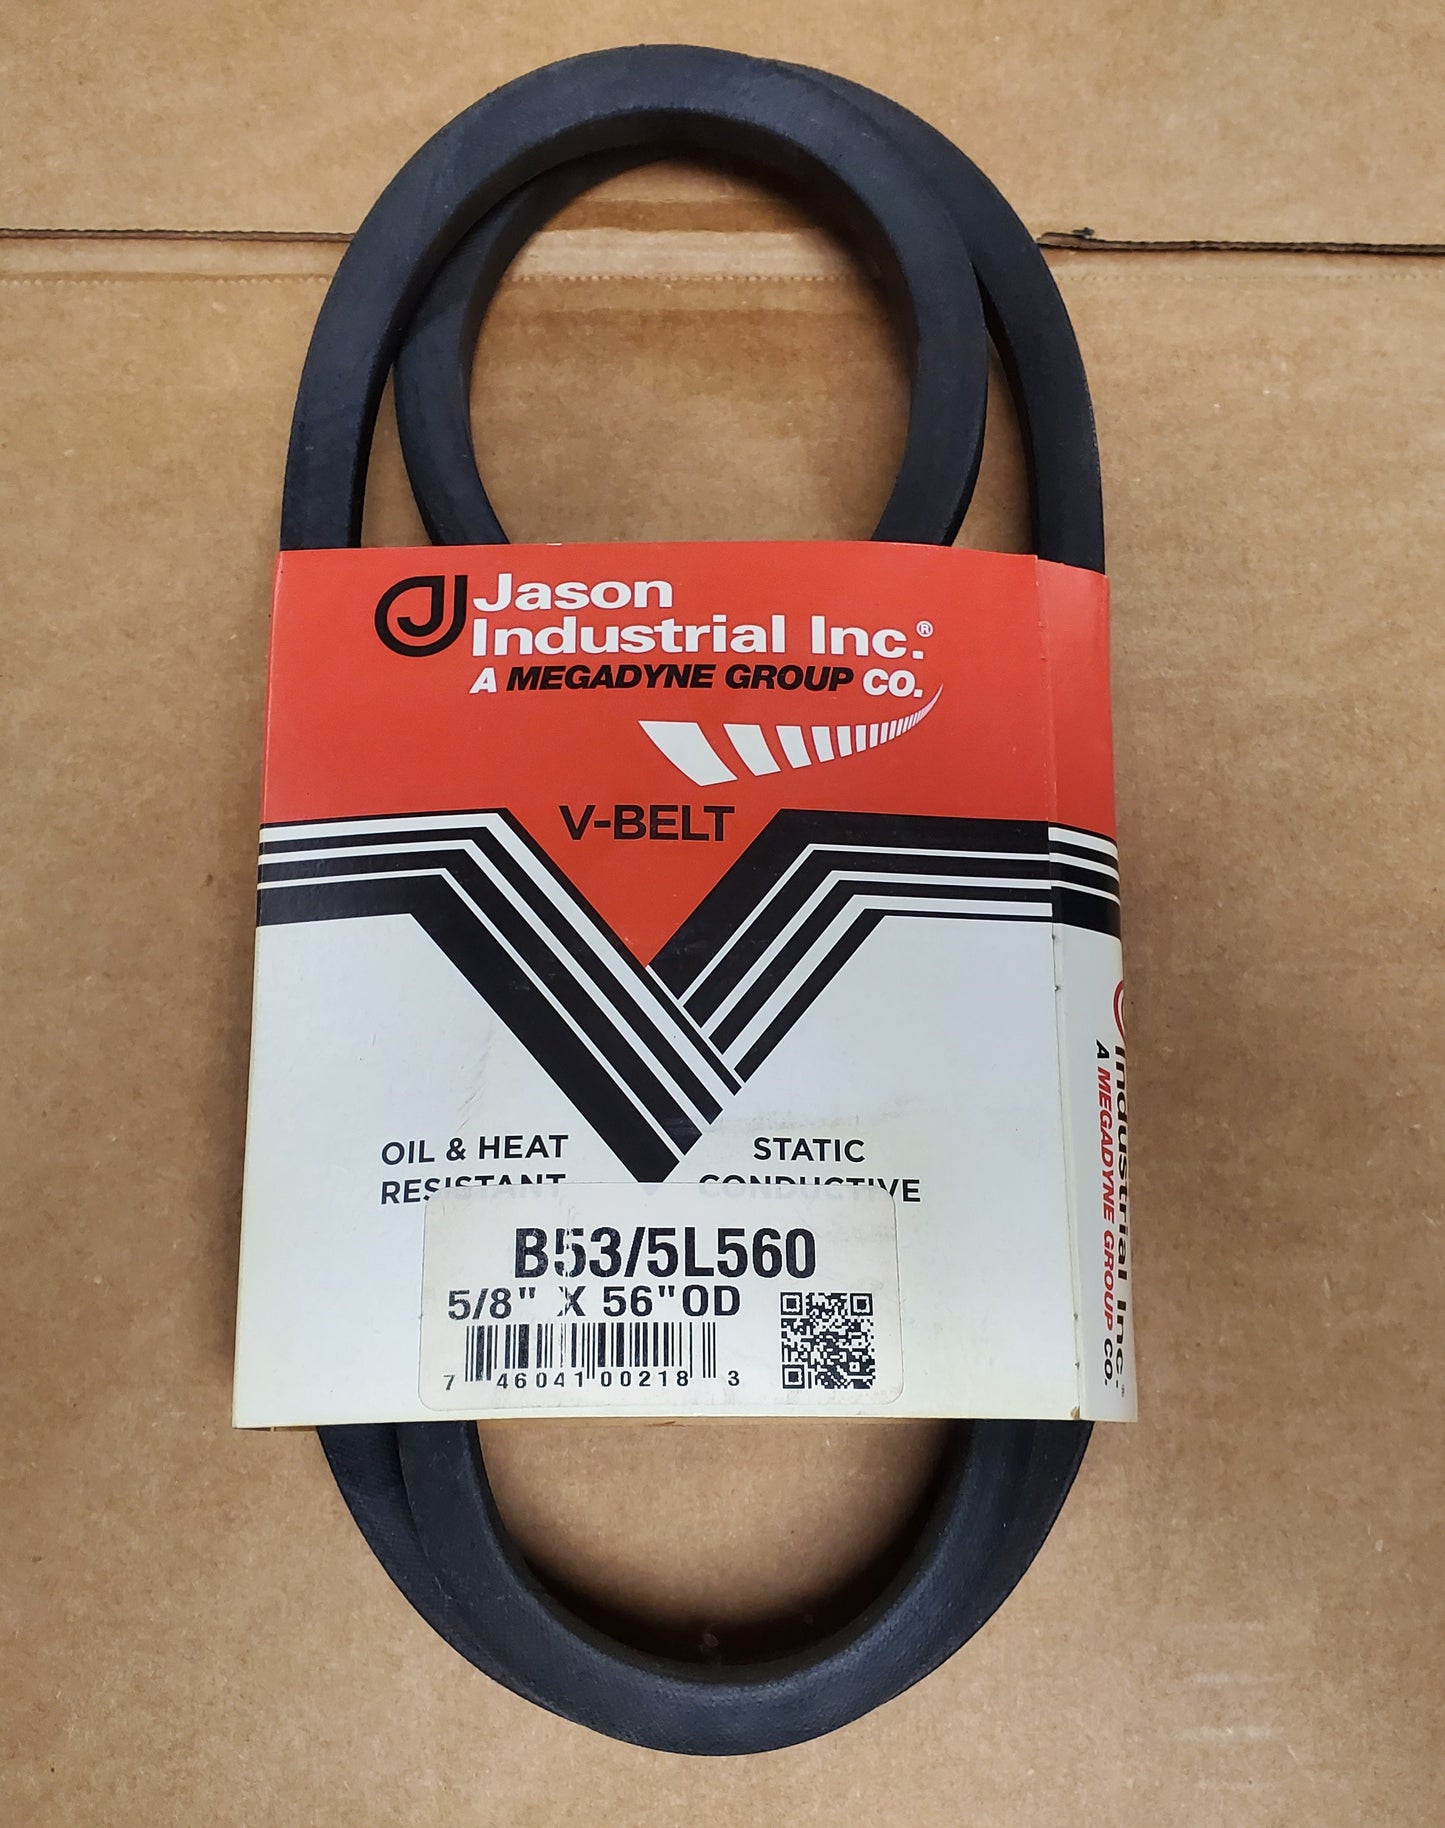 J Jason
Industrial Inc.®
A MEGADYNE GROUP CO.
V-BELT
OIL & HEAT
RESISTANT
STATIC
CONDUCTIVE
B53/5L560
5/8" X 56"OD
7 46041 00218 3
Industrial Inc.®
A MEGADYNE GROUP CO.